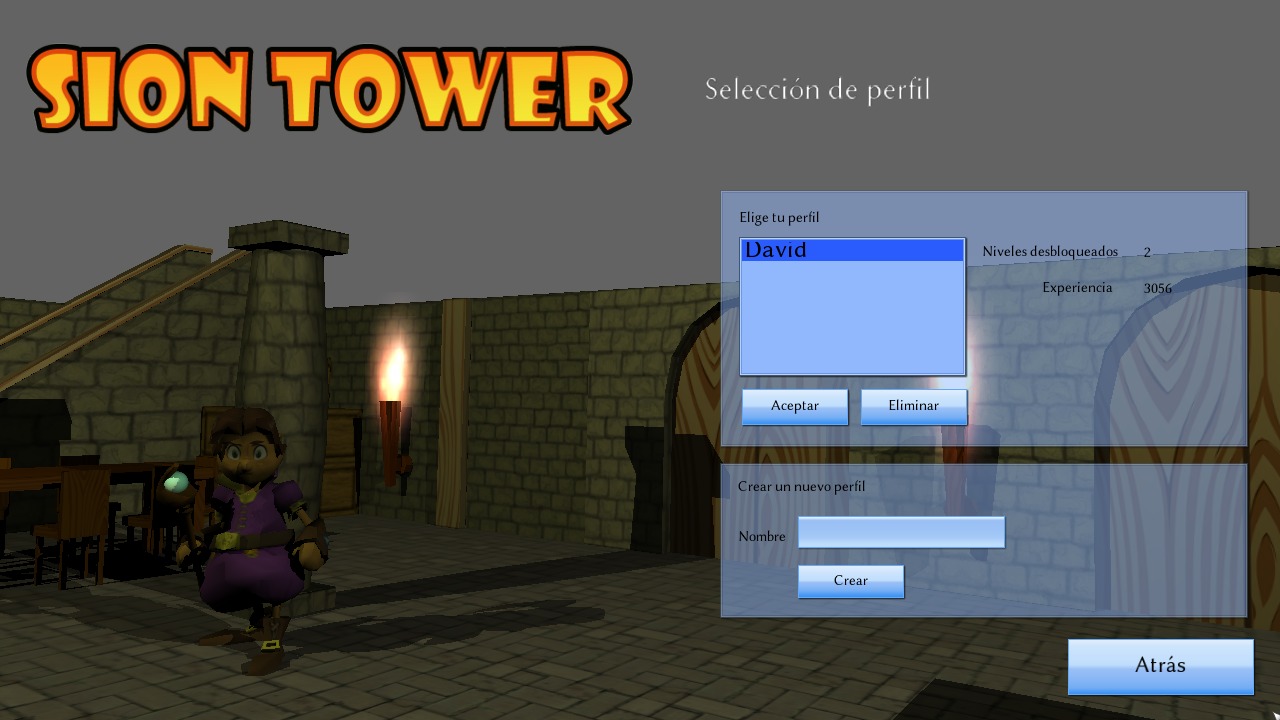 SION TOWER
Selección de perfil
Elige tu perfil
David
Niveles desbloqueados 2
Experiencia 3056
Aceptar
Eliminar
Crear un nuevo perfil
Nombre
Crear
Atrás